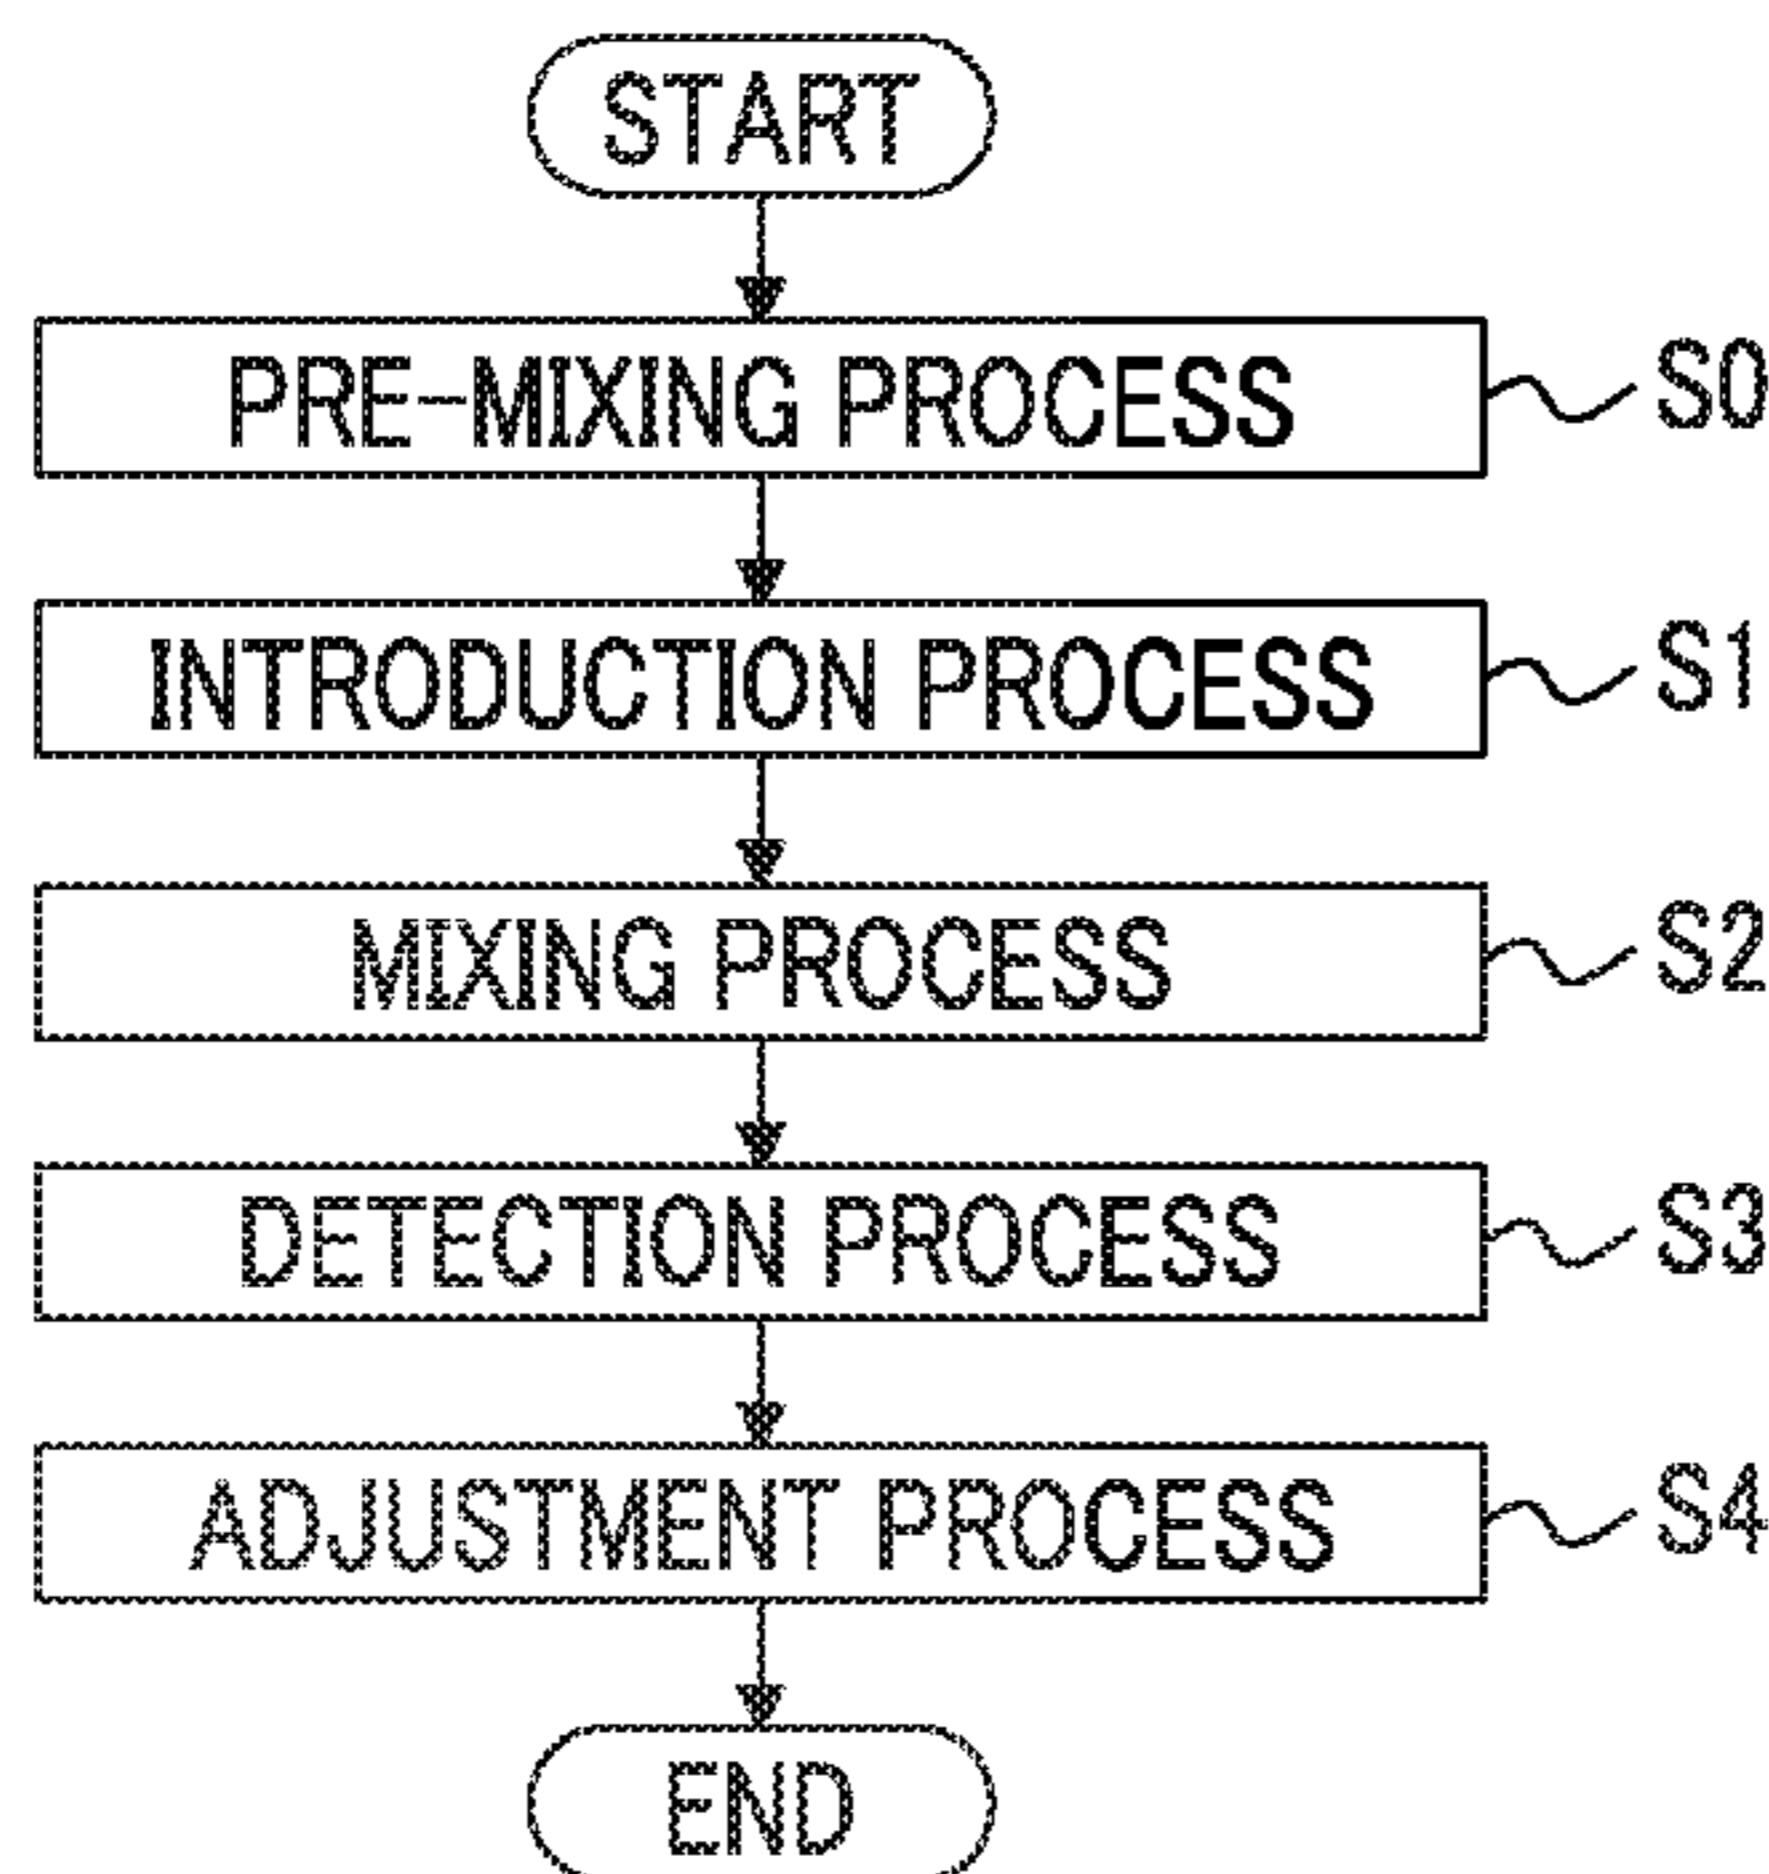 START
PRE-MIXING PROCESS S0
INTRODUCTION PROCESS S1
MIXING PROCESS S2
DETECTION PROCESS S3
ADJUSTMENT PROCESS S4
END